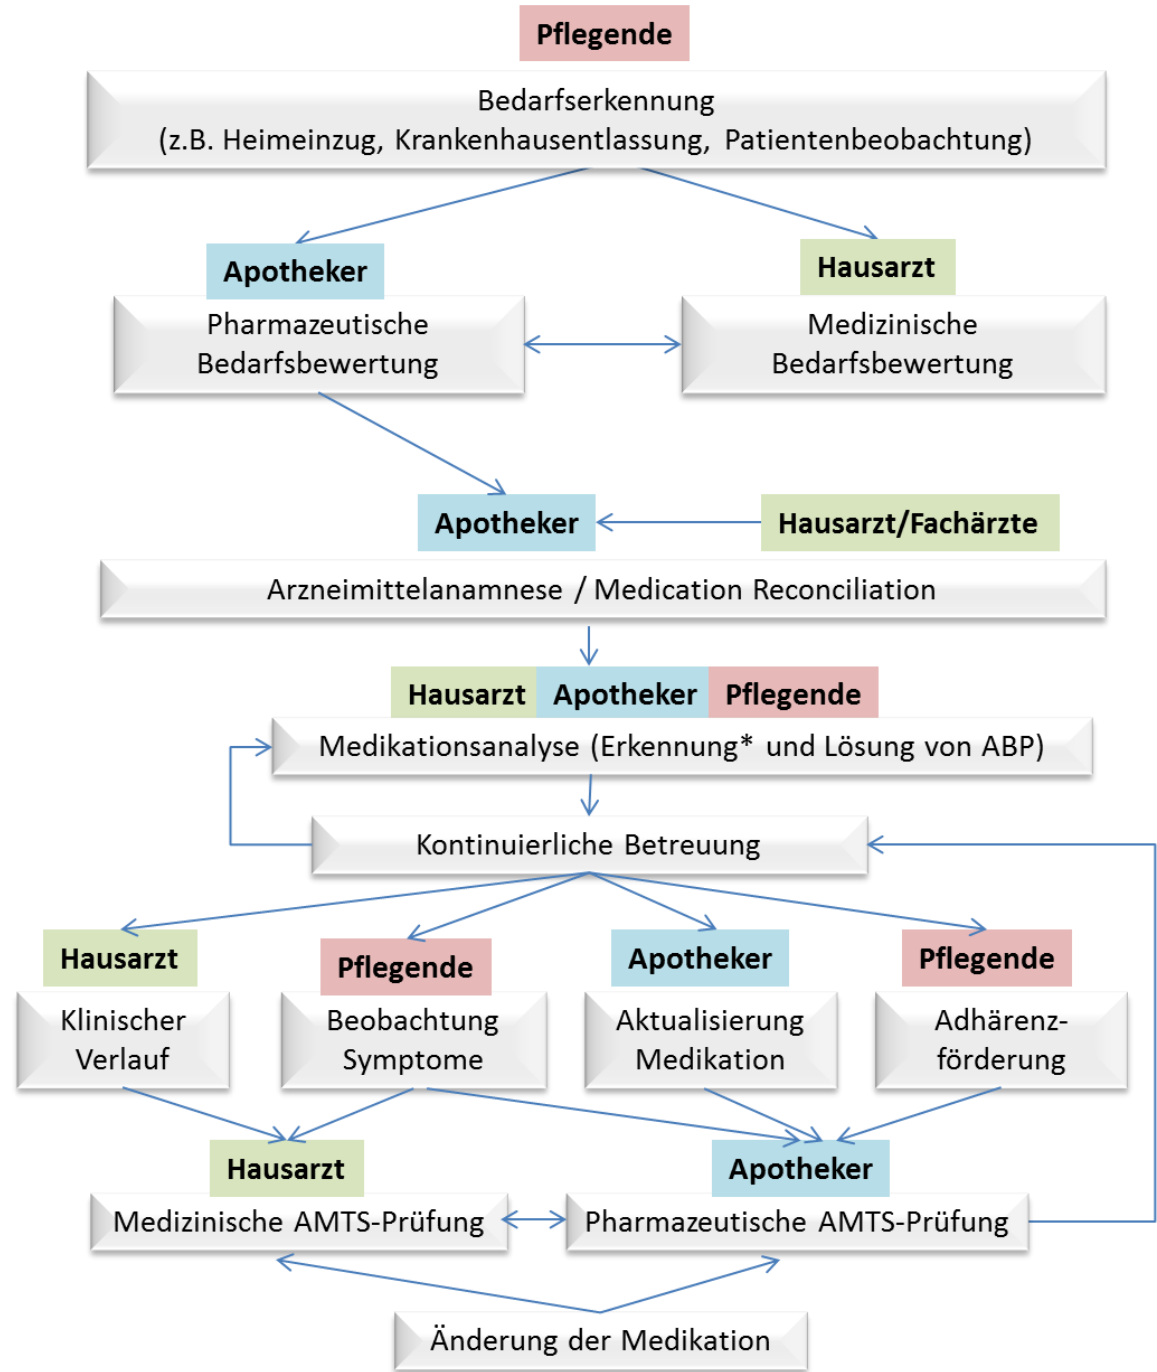 Pflegende
Bedarfserkennung
(z.B. Heimeinzug, Krankenhausentlassung, Patientenbeobachtung)
Apotheker
Hausarzt
Pharmazeutische
Bedarfsbewertung
Medizinische
Bedarfsbewertung
Apotheker
Hausarzt/Fachärzte
Arzneimittelanamnese / Medication Reconciliation
Hausarzt
Apotheker
Pflegende
Medikationsanalyse (Erkennung* und Lösung von ABP)
Kontinuierliche Betreuung
Hausarzt
Pflegende
Apotheker
Pflegende
Klinischer
Verlauf
Beobachtung
Symptome
Aktualisierung
Medikation
Adhärenz-
förderung
Hausarzt
Apotheker
Medizinische AMTS-Prüfung
Pharmazeutische AMTS-Prüfung
Änderung der Medikation